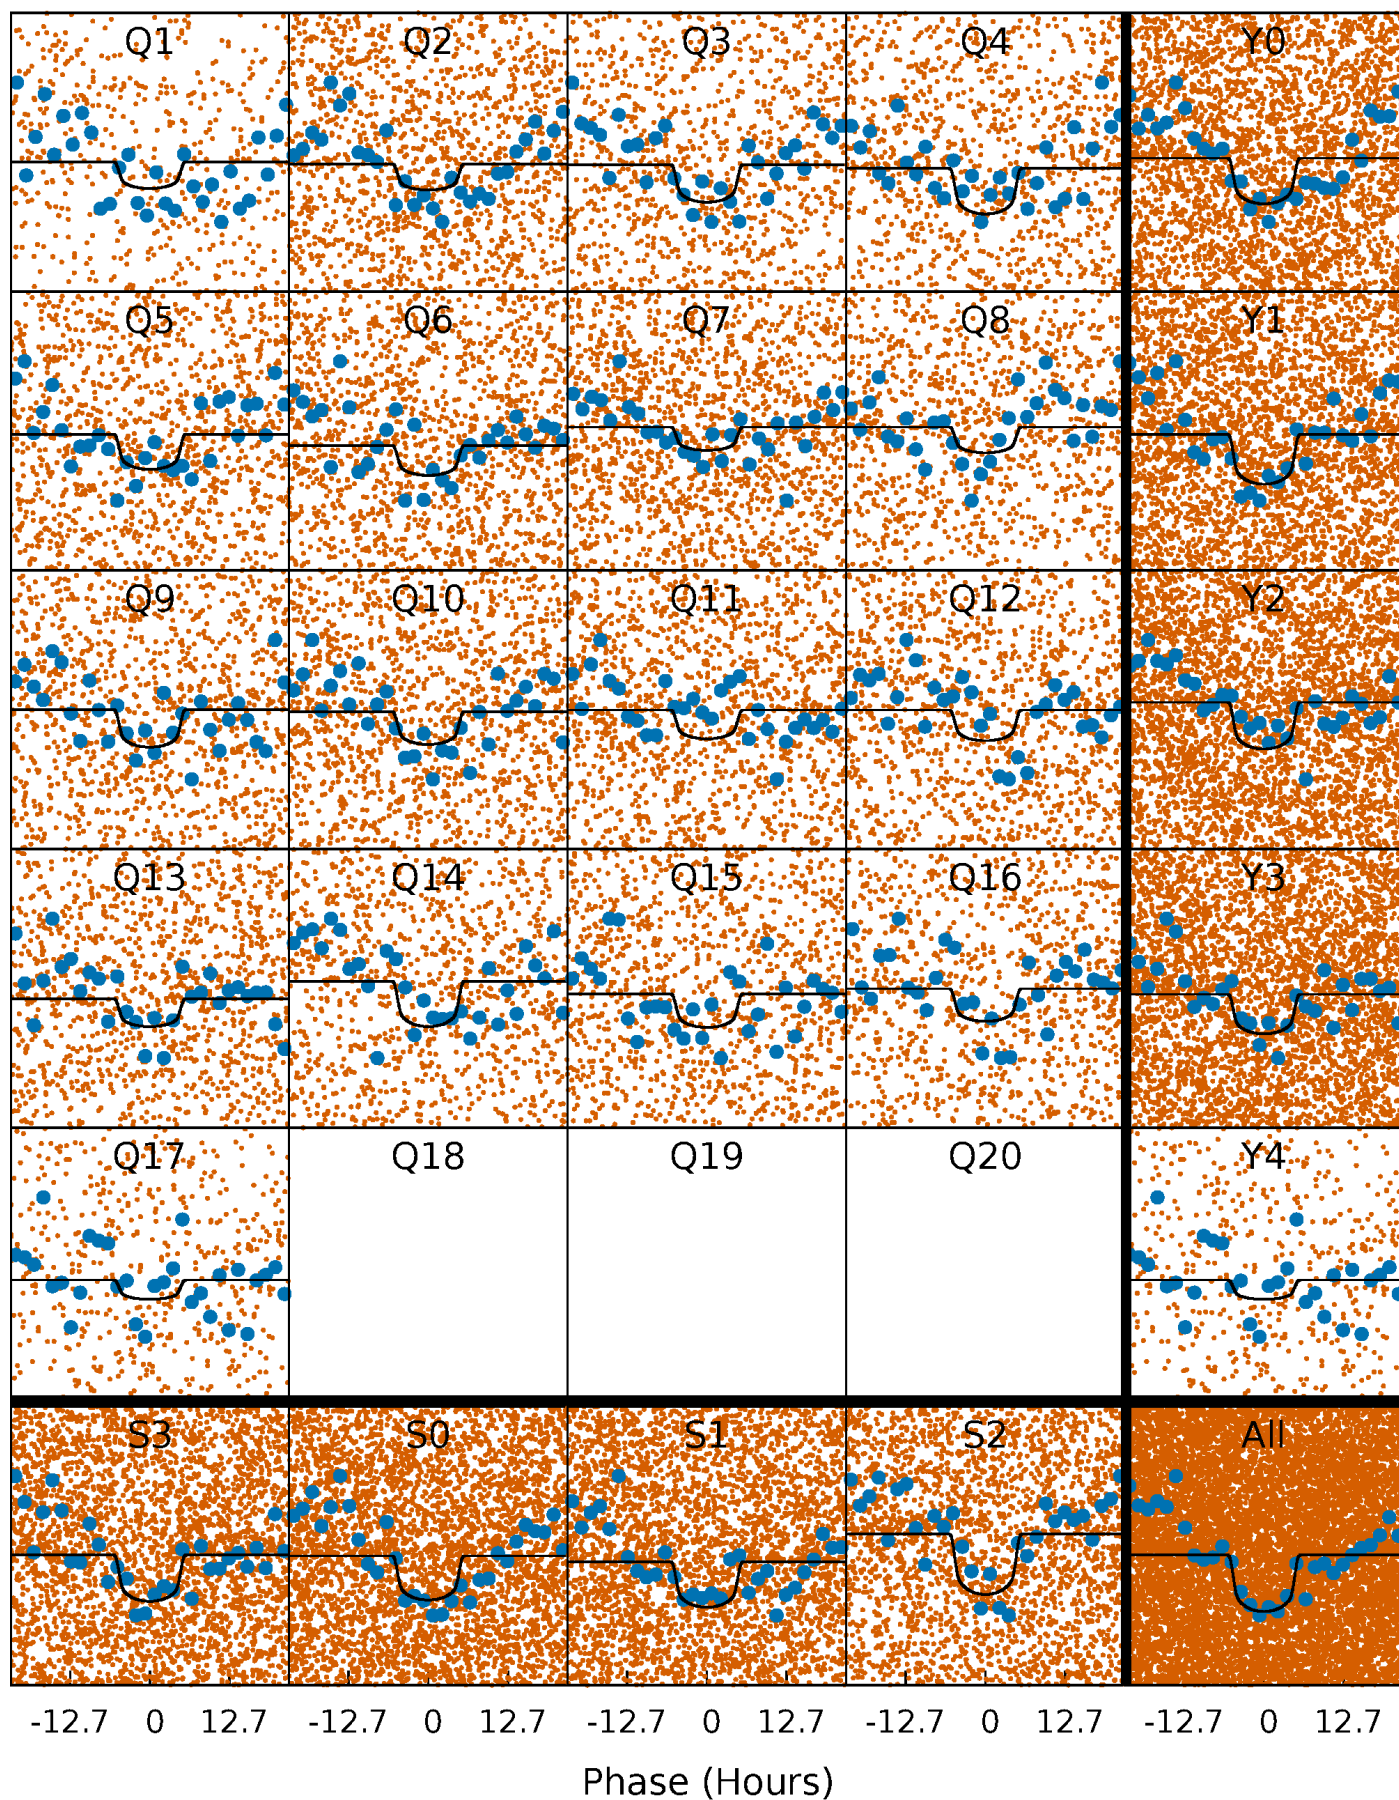 Q1 Q2 Q3 Q4 Y0
Q5 Q6 Q7 Q8 Y1
Q9 Q10 Q11 Q12 Y2
Q13 Q14 Q15 Q16 Y3
Q17 Q18 Q19 Q20 Y4
S3 S0 S1 S2 All
-12.7 0 12.7 -12.7 0 12.7 -12.7 0 12.7 -12.7 0 12.7 -12.7 0 12.7
Phase (Hours)